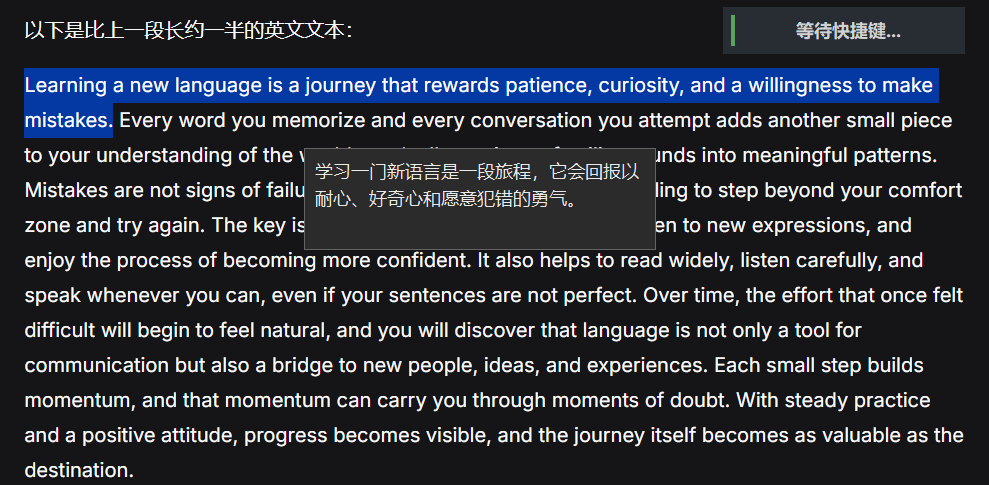 以下是比上一段长约一半的英文文本：
等待快捷键...
Learning a new language is a journey that rewards patience, curiosity, and a willingness to make
mistakes. Every word you memorize and every conversation you attempt adds another small piece
to your understanding of the unds into meaningful patterns.
学习一门新语言是一段旅程，它会回报以
耐心、好奇心和愿意犯错的勇气。
Mistakes are not signs of ling to step beyond your comfort
zone and try again. The key is en to new expressions, and
enjoy the process of becoming more confident. It also helps to read widely, listen carefully, and
speak whenever you can, even if your sentences are not perfect. Over time, the effort that once felt
difficult will begin to feel natural, and you will discover that language is not only a tool for
communication but also a bridge to new people, ideas, and experiences. Each small step builds
momentum, and that momentum can carry you through moments of doubt. With steady practice
and a positive attitude, progress becomes visible, and the journey itself becomes as valuable as the
destination.